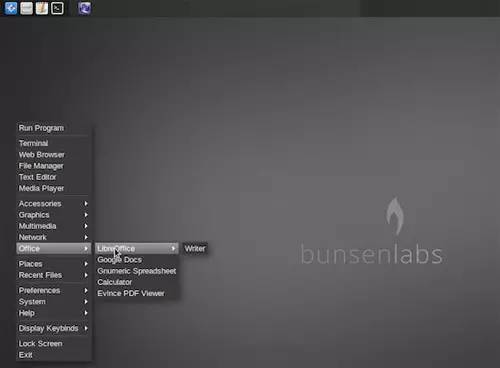 Run Program
Terminal
Web Browser
File Manager
Text Editor
Media Player
Accessories
Graphics
Multimedia
Network
Office
Places
Recent Files
Preferences
System
Help
Display Keybinds
Lock Screen
Exit
LibreOffice
Google Docs
Gnumeric Spreadsheet
Calculator
Evince PDF Viewer
Writer
bunsenlabs